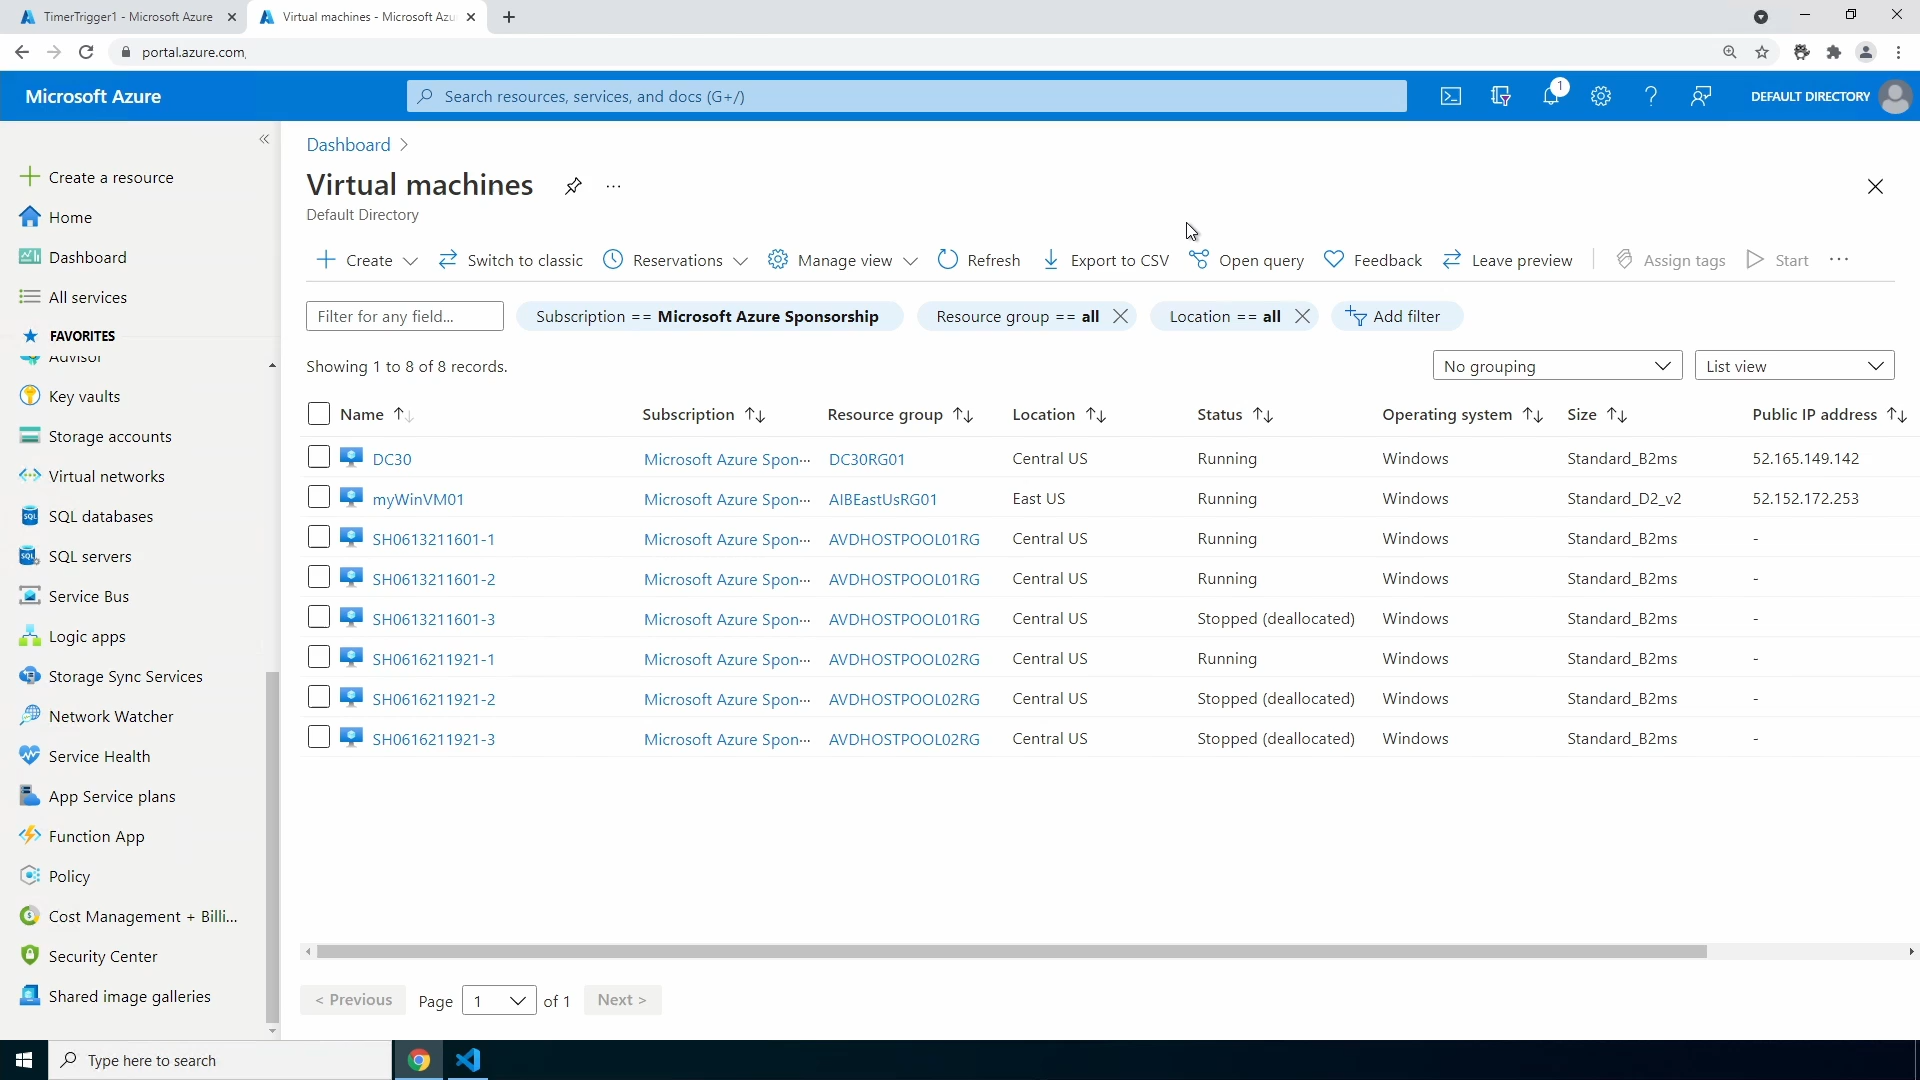 TimerTrigger1 - Microsoft Azure
Virtual machines - Microsoft Azu
portal.azure.com,
Microsoft Azure
Search resources, services, and docs (G+/)
1
DEFAULT DIRECTORY
Create a resource
Home
Dashboard
All services
FAVORITES
Advisor
Key vaults
Storage accounts
Virtual networks
SQL databases
SQL servers
Service Bus
Logic apps
Storage Sync Services
Network Watcher
Service Health
App Service plans
Function App
Policy
Cost Management + Billi...
Security Center
Shared image galleries
Dashboard >
Virtual machines ...
Default Directory
Create Switch to classic Reservations Manage view Refresh Export to CSV Open query Feedback Leave preview Assign tags Start ...
Filter for any field... Subscription == Microsoft Azure Sponsorship Resource group == all Location == all Add filter
Showing 1 to 8 of 8 records. No grouping List view
Name Subscription Resource group Location Status Operating system Size Public IP address
DC30 Microsoft Azure Spon... DC30RG01 Central US Running Windows Standard_B2ms 52.165.149.142
myWinVM01 Microsoft Azure Spon... AIBEastUsRG01 East US Running Windows Standard_D2_v2 52.152.172.253
SH0613211601-1 Microsoft Azure Spon... AVDHOSTPOOL01RG Central US Running Windows Standard_B2ms -
SH0613211601-2 Microsoft Azure Spon... AVDHOSTPOOL01RG Central US Running Windows Standard_B2ms -
SH0613211601-3 Microsoft Azure Spon... AVDHOSTPOOL01RG Central US Stopped (deallocated) Windows Standard_B2ms -
SH0616211921-1 Microsoft Azure Spon... AVDHOSTPOOL02RG Central US Running Windows Standard_B2ms -
SH0616211921-2 Microsoft Azure Spon... AVDHOSTPOOL02RG Central US Stopped (deallocated) Windows Standard_B2ms -
SH0616211921-3 Microsoft Azure Spon... AVDHOSTPOOL02RG Central US Stopped (deallocated) Windows Standard_B2ms -
< Previous Page 1 of 1 Next >
Type here to search